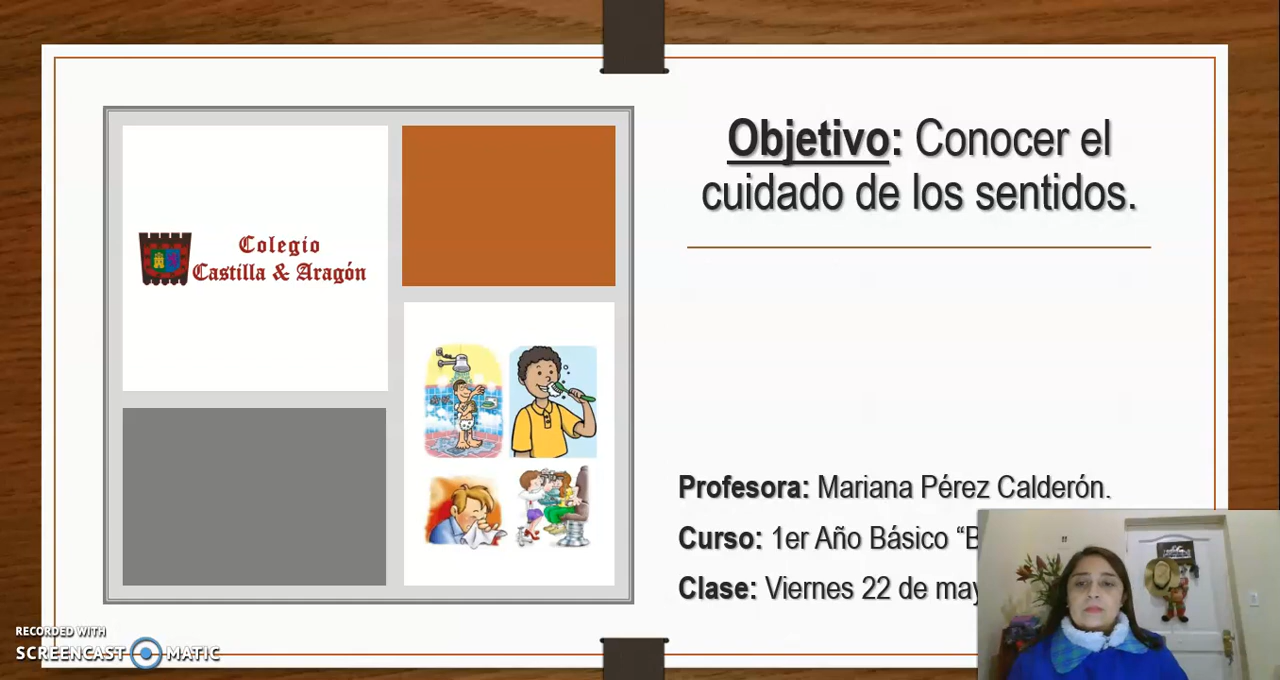 Objetivo: Conocer el
cuidado de los sentidos.
Colegio
Castilla & Aragón
Profesora: Mariana Pérez Calderón.
Curso: 1er Año Básico “B
Clase: Viernes 22 de may
RECORDED WITH
SCREENCAST MATIC